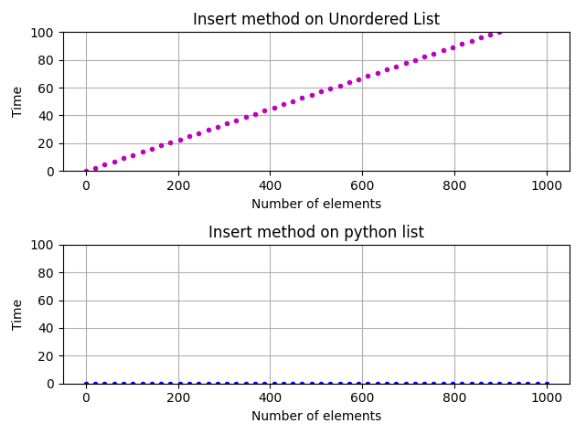 Insert method on Unordered List
100
80
60
40
20
0
Time
0 200 400 600 800 1000
Number of elements
Insert method on python list
100
80
60
40
20
0
Time
0 200 400 600 800 1000
Number of elements